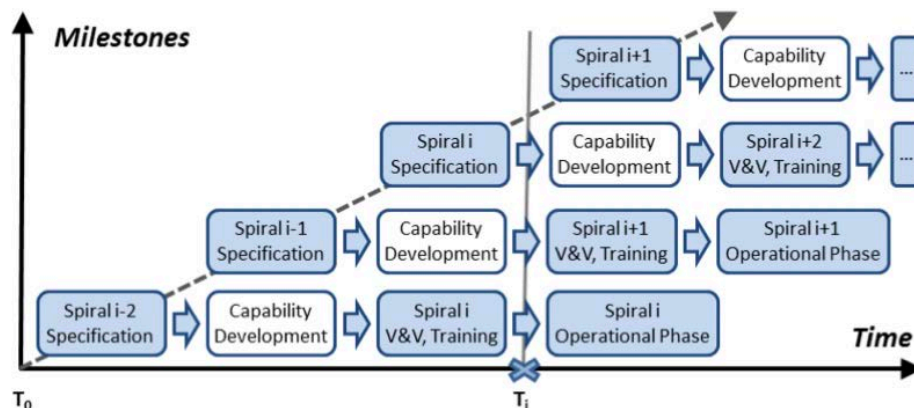 Milestones
Spiral i+1
Specification
Capability
Development
...
Spiral i
Specification
Capability
Development
Spiral i+2
V&V, Training
...
Spiral i-1
Specification
Capability
Development
Spiral i+1
V&V, Training
Spiral i+1
Operational Phase
Spiral i-2
Specification
Capability
Development
Spiral i
V&V, Training
Spiral i
Operational Phase
Time
T0
Ti